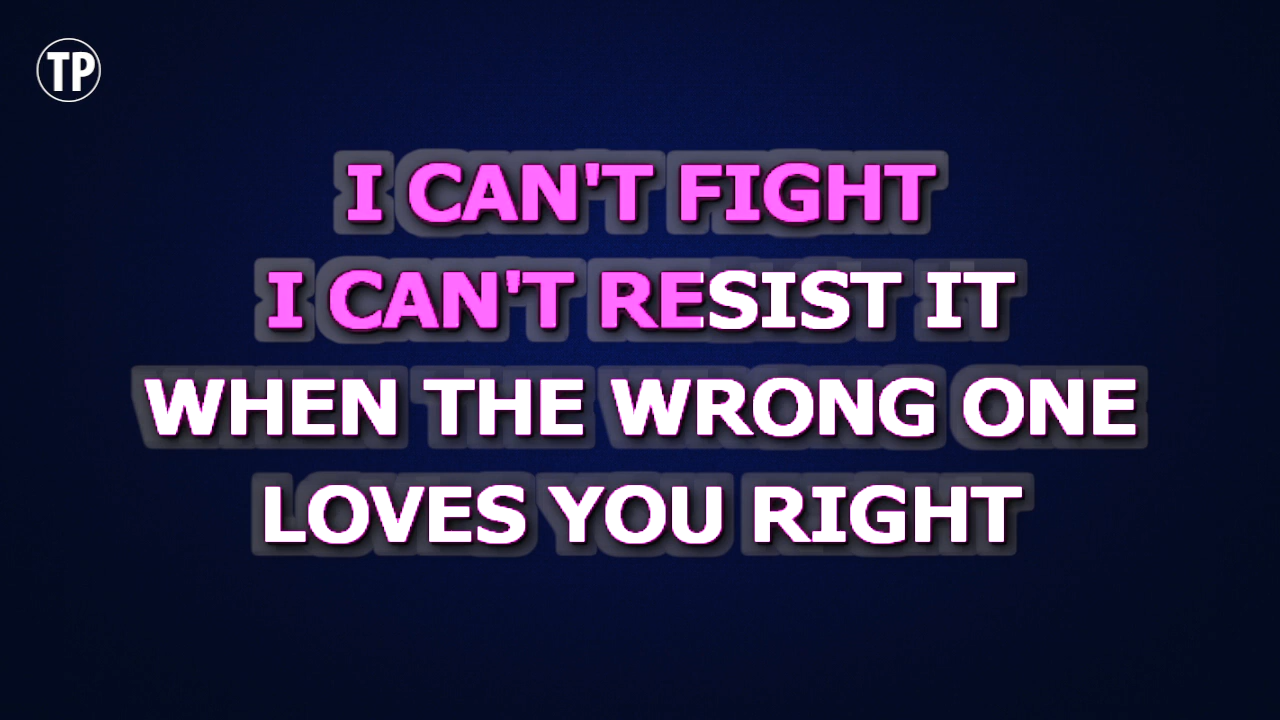 TP
I CAN'T FIGHT
I CAN'T RESIST IT
WHEN THE WRONG ONE
LOVES YOU RIGHT